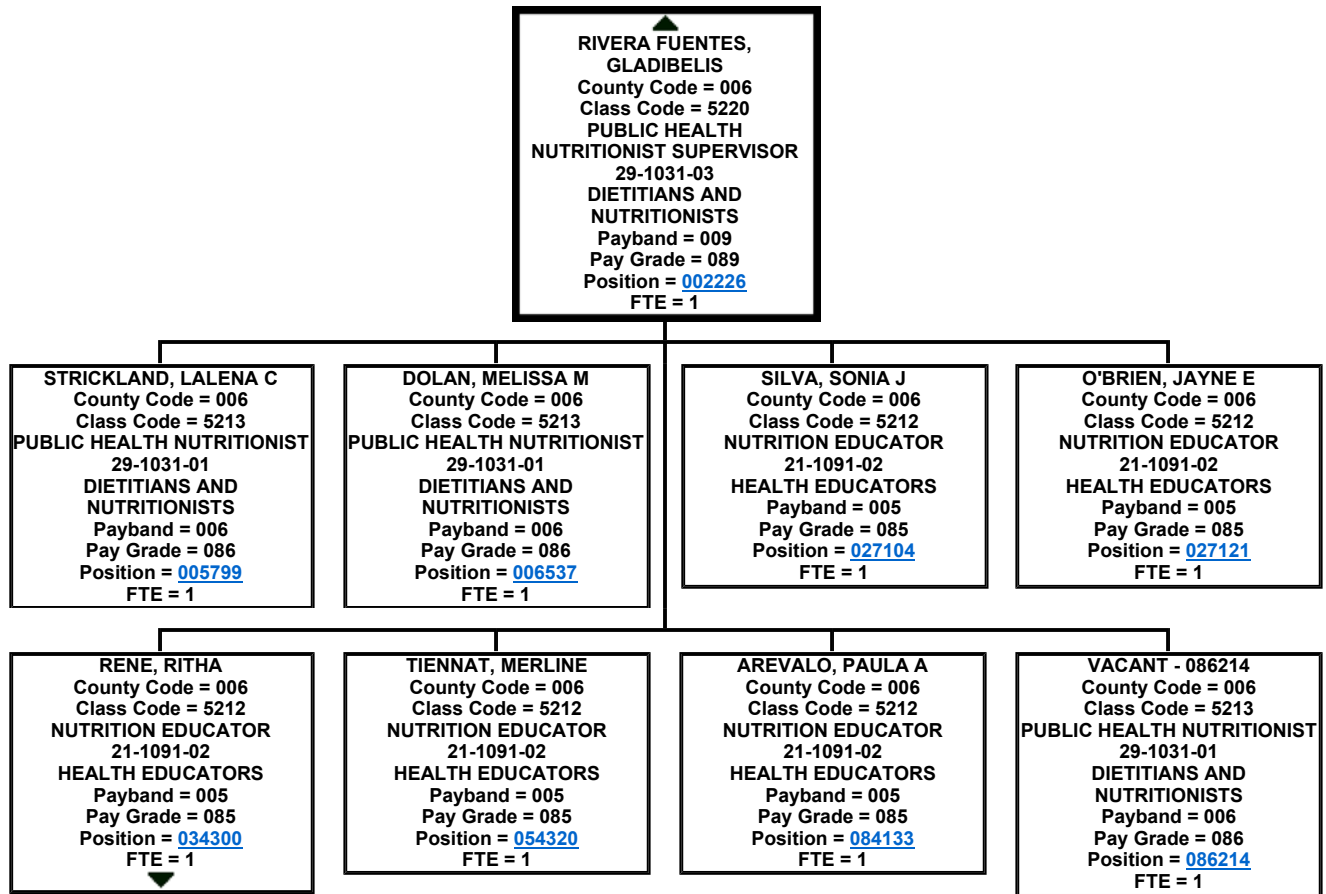 RIVERA FUENTES,
GLADIBELIS
County Code = 006
Class Code = 5220
PUBLIC HEALTH
NUTRITIONIST SUPERVISOR
29-1031-03
DIETITIANS AND
NUTRITIONISTS
Payband = 009
Pay Grade = 089
Position = 002226
FTE = 1
STRICKLAND, LALENA C
County Code = 006
Class Code = 5213
PUBLIC HEALTH NUTRITIONIST
29-1031-01
DIETITIANS AND
NUTRITIONISTS
Payband = 006
Pay Grade = 086
Position = 005799
FTE = 1
DOLAN, MELISSA M
County Code = 006
Class Code = 5213
PUBLIC HEALTH NUTRITIONIST
29-1031-01
DIETITIANS AND
NUTRITIONISTS
Payband = 006
Pay Grade = 086
Position = 006537
FTE = 1
SILVA, SONIA J
County Code = 006
Class Code = 5212
NUTRITION EDUCATOR
21-1091-02
HEALTH EDUCATORS
Payband = 005
Pay Grade = 085
Position = 027104
FTE = 1
O'BRIEN, JAYNE E
County Code = 006
Class Code = 5212
NUTRITION EDUCATOR
21-1091-02
HEALTH EDUCATORS
Payband = 005
Pay Grade = 085
Position = 027121
FTE = 1
RENE, RITHA
County Code = 006
Class Code = 5212
NUTRITION EDUCATOR
21-1091-02
HEALTH EDUCATORS
Payband = 005
Pay Grade = 085
Position = 034300
FTE = 1
TIENNAT, MERLINE
County Code = 006
Class Code = 5212
NUTRITION EDUCATOR
21-1091-02
HEALTH EDUCATORS
Payband = 005
Pay Grade = 085
Position = 054320
FTE = 1
AREVALO, PAULA A
County Code = 006
Class Code = 5212
NUTRITION EDUCATOR
21-1091-02
HEALTH EDUCATORS
Payband = 005
Pay Grade = 085
Position = 084133
FTE = 1
VACANT - 086214
County Code = 006
Class Code = 5213
PUBLIC HEALTH NUTRITIONIST
29-1031-01
DIETITIANS AND
NUTRITIONISTS
Payband = 006
Pay Grade = 086
Position = 086214
FTE = 1